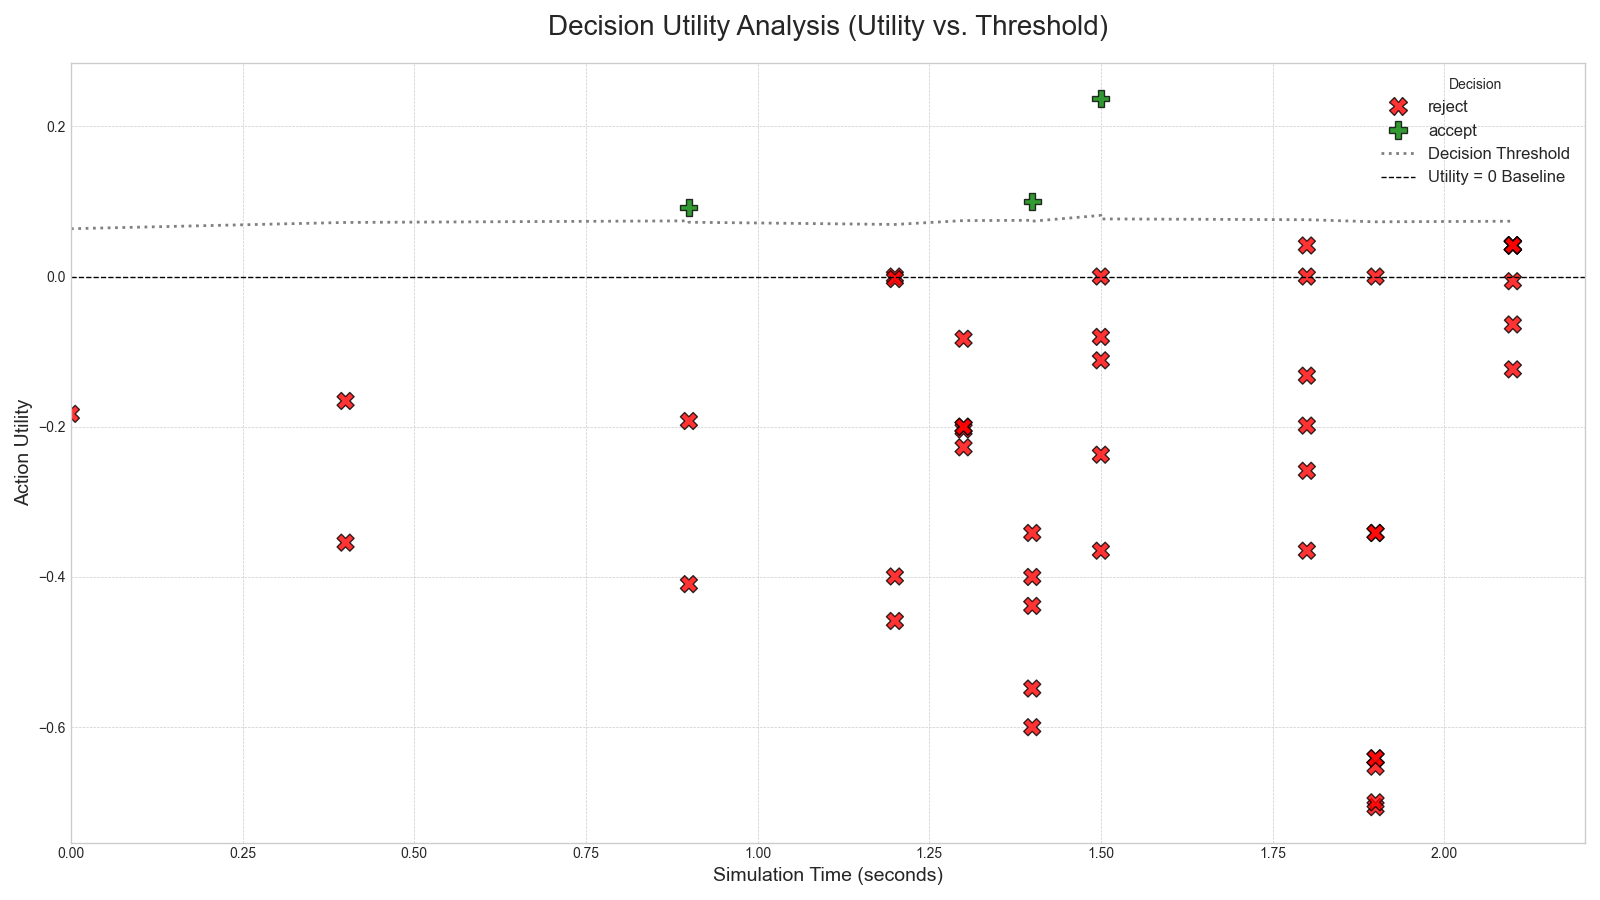 Decision Utility Analysis (Utility vs. Threshold)
Decision
reject
accept
Decision Threshold
Utility = 0 Baseline
Action Utility
0.2
0.0
−0.2
−0.4
−0.6
0.00 0.25 0.50 0.75 1.00 1.25 1.50 1.75 2.00
Simulation Time (seconds)